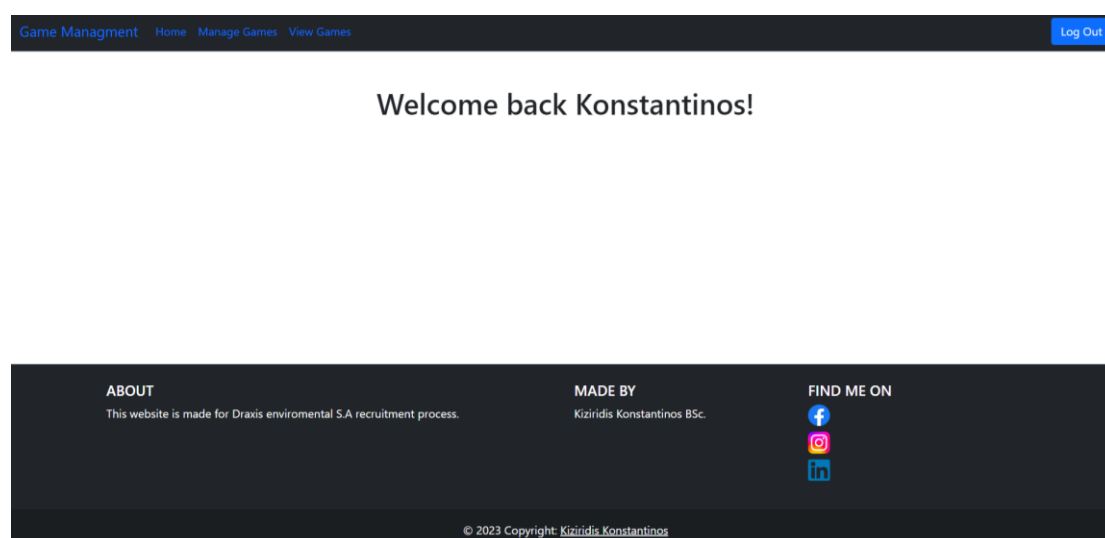 Game Managment Home Manage Games View Games Log Out
Welcome back Konstantinos!
ABOUT
This website is made for Draxis enviromental S.A recruitment process.
MADE BY
Kiziridis Konstantinos BSc.
FIND ME ON
© 2023 Copyright: Kiziridis Konstantinos